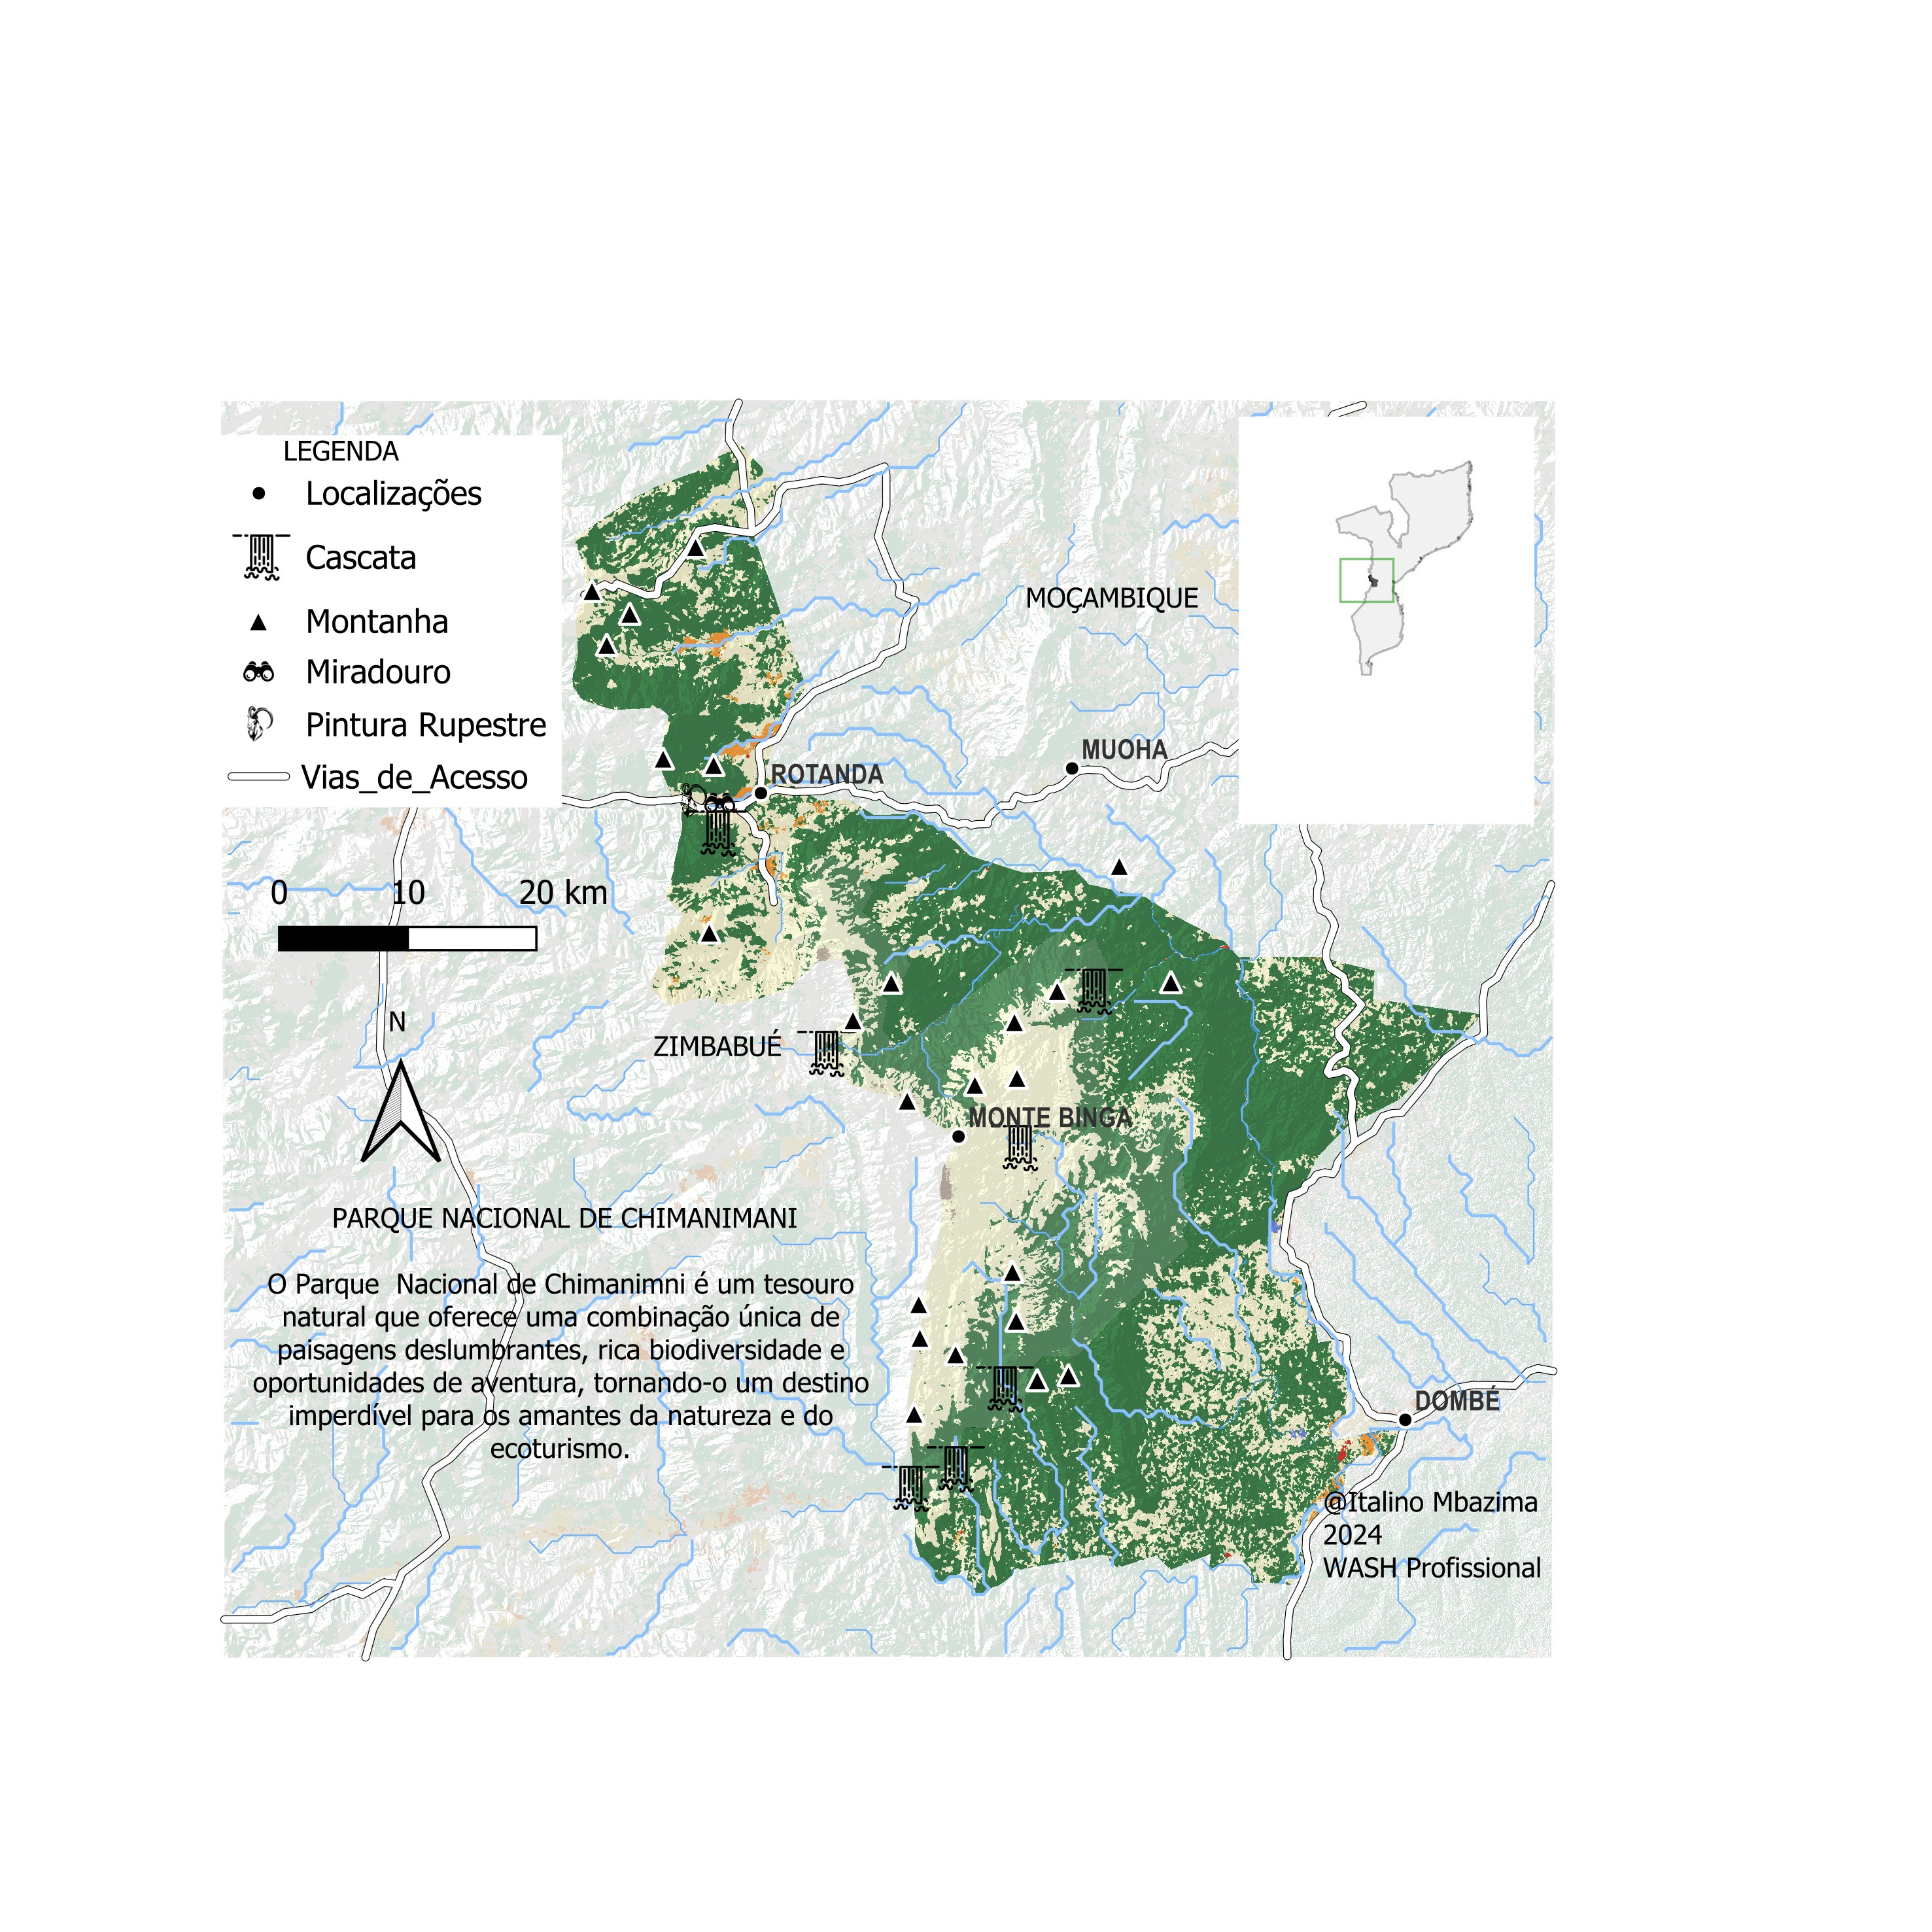 LEGENDA
Localizações
Cascata
Montanha
Miradouro
Pintura Rupestre
Vias_de_Acesso
MOÇAMBIQUE
MUOHA
ROTANDA
0 10 20 km
N
ZIMBABUÉ
MONTE BINGA
PARQUE NACIONAL DE CHIMANIMANI
O Parque  Nacional de Chimanimni é um tesouro
natural que oferece uma combinação única de
paisagens deslumbrantes, rica biodiversidade e
oportunidades de aventura, tornando-o um destino
imperdível para os amantes da natureza e do
ecoturismo.
DOMBÉ
@Italino Mbazima
2024
WASH Profissional